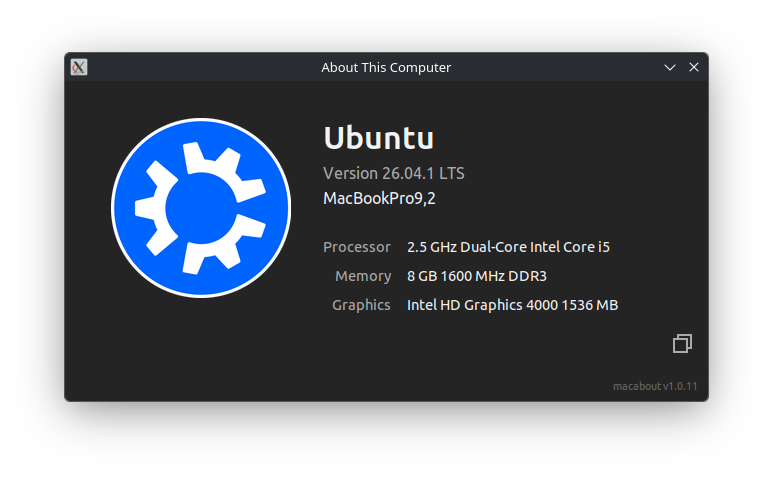 About This Computer
Ubuntu
Version 26.04.1 LTS
MacBookPro9,2
Processor 2.5 GHz Dual-Core Intel Core i5
Memory 8 GB 1600 MHz DDR3
Graphics Intel HD Graphics 4000 1536 MB
macabout v1.0.11